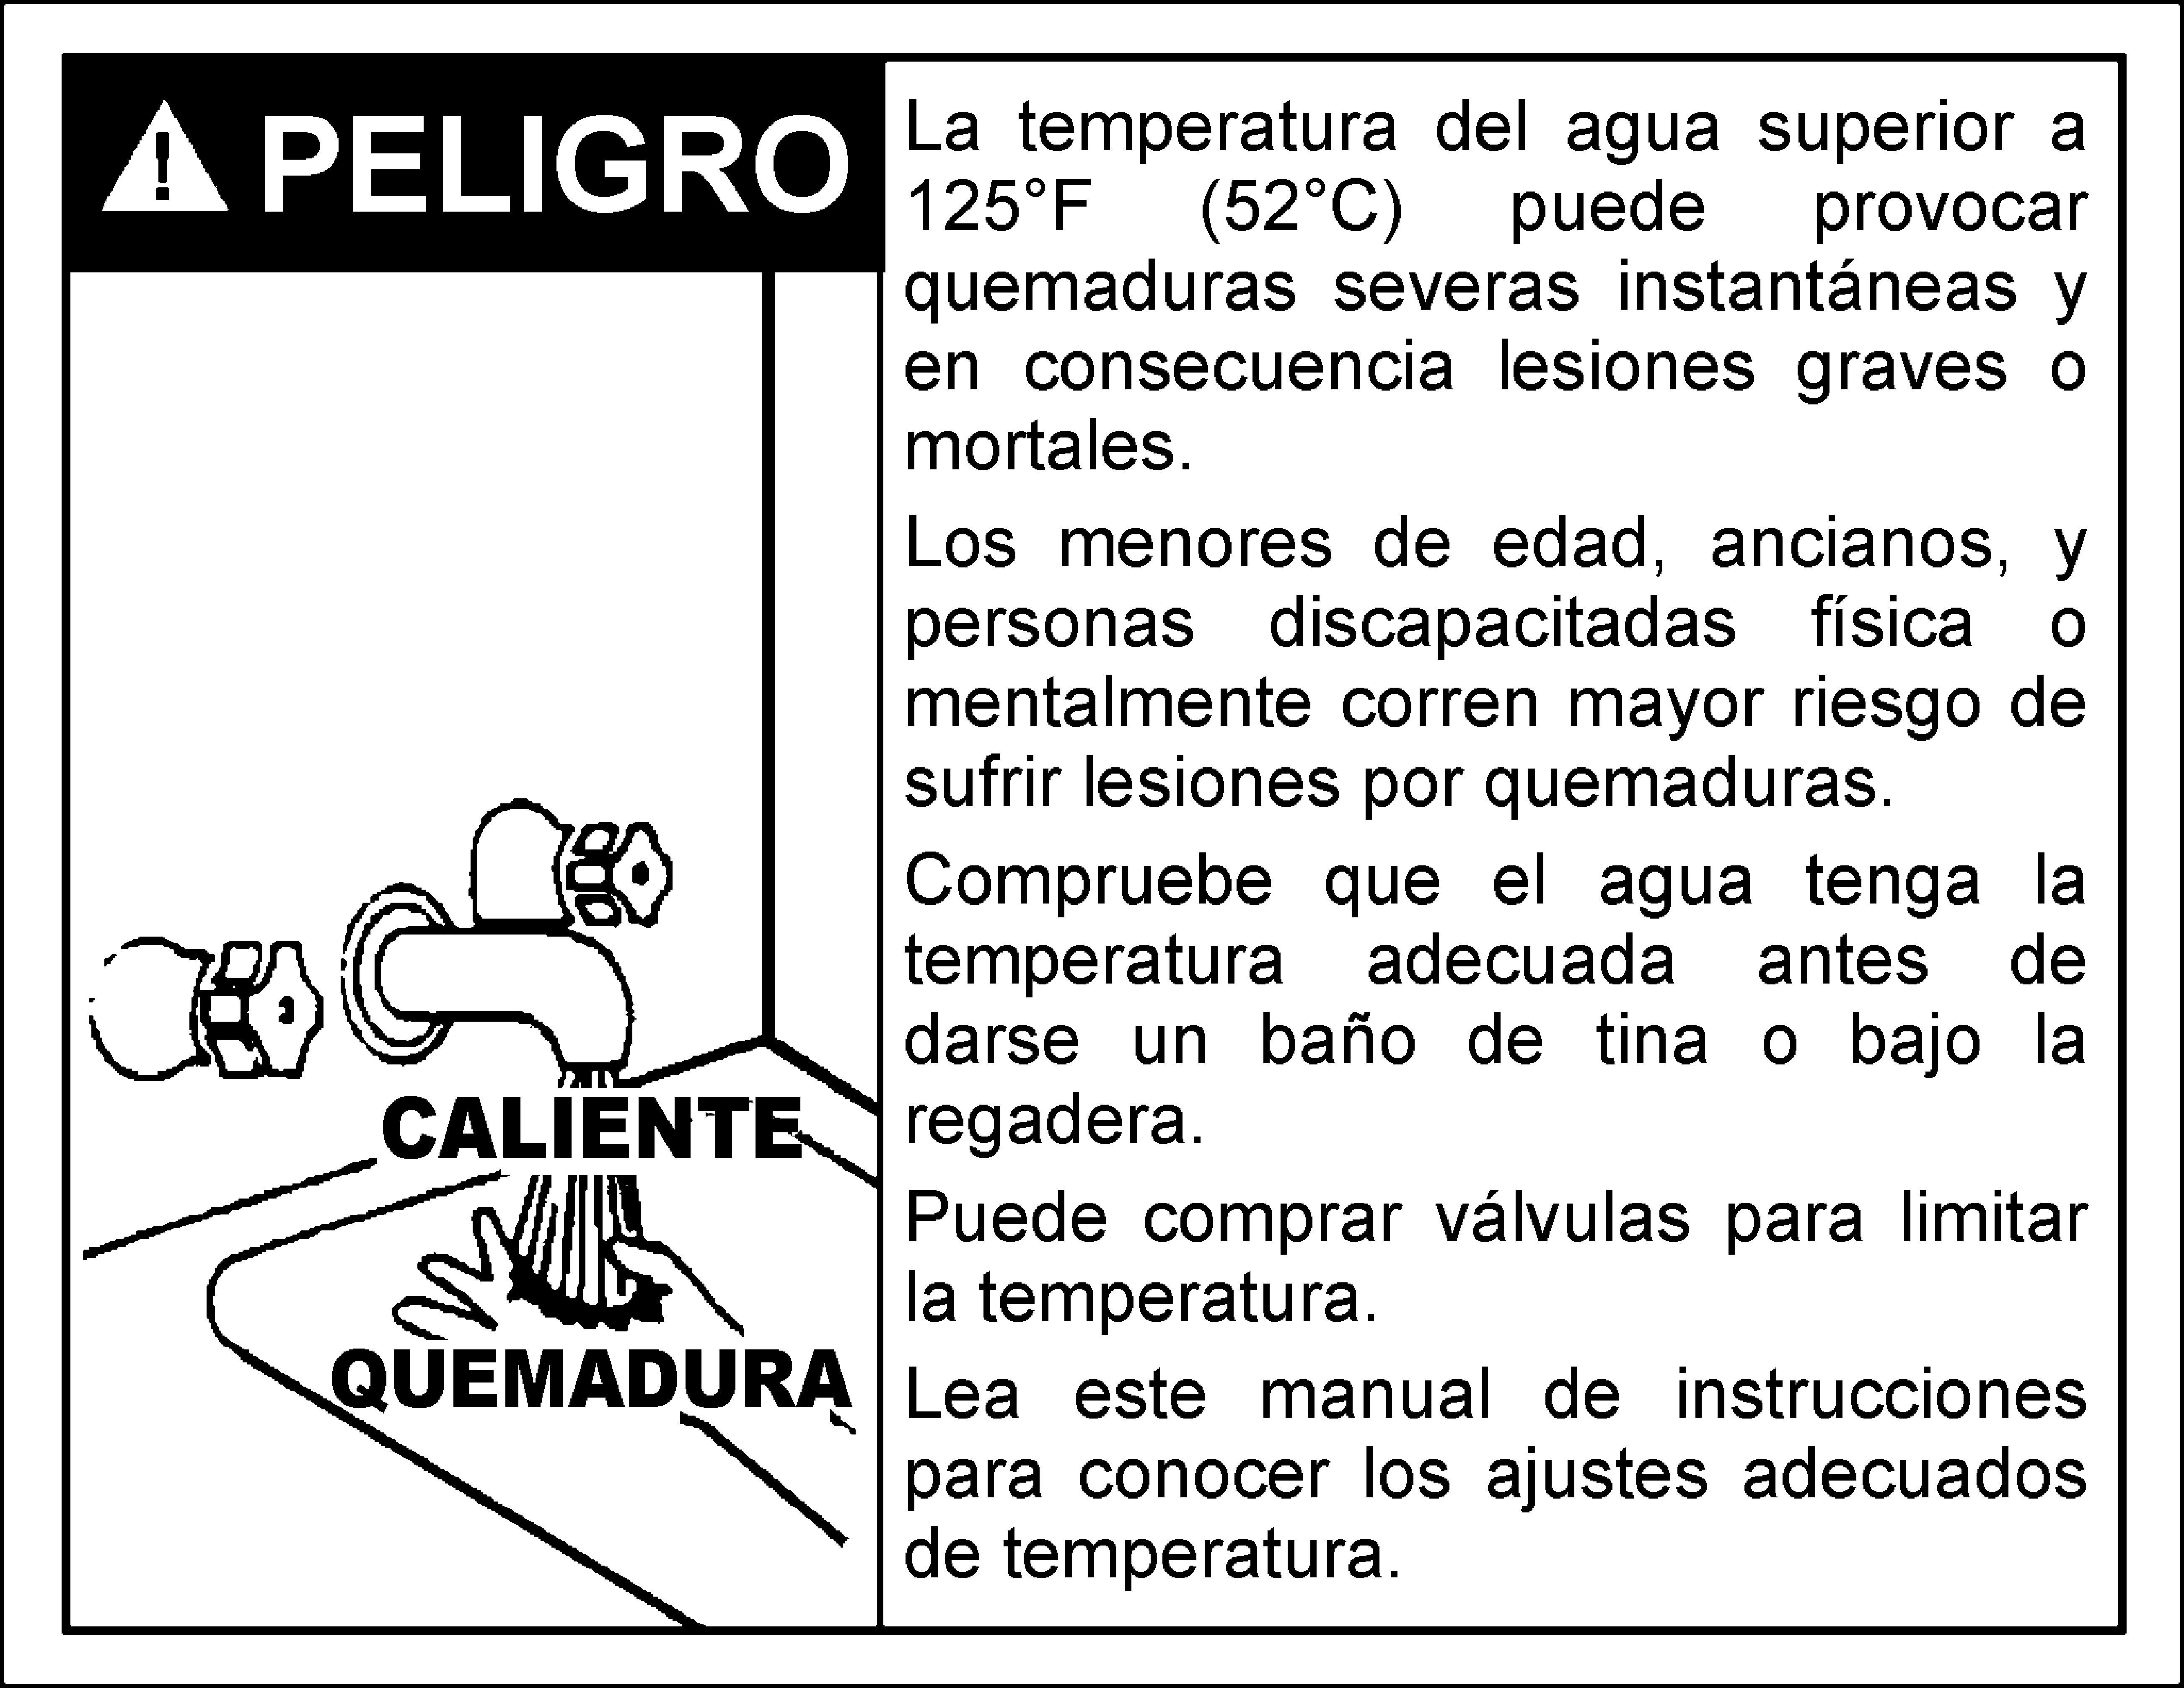 PELIGRO
La temperatura del agua superior a
125°F (52°C) puede provocar
quemaduras severas instantáneas y
en consecuencia lesiones graves o
mortales.
Los menores de edad, ancianos, y
personas discapacitadas física o
mentalmente corren mayor riesgo de
sufrir lesiones por quemaduras.
Compruebe que el agua tenga la
temperatura adecuada antes de
darse un baño de tina o bajo la
regadera.
Puede comprar válvulas para limitar
la temperatura.
Lea este manual de instrucciones
para conocer los ajustes adecuados
de temperatura.
CALIENTE
QUEMADURA